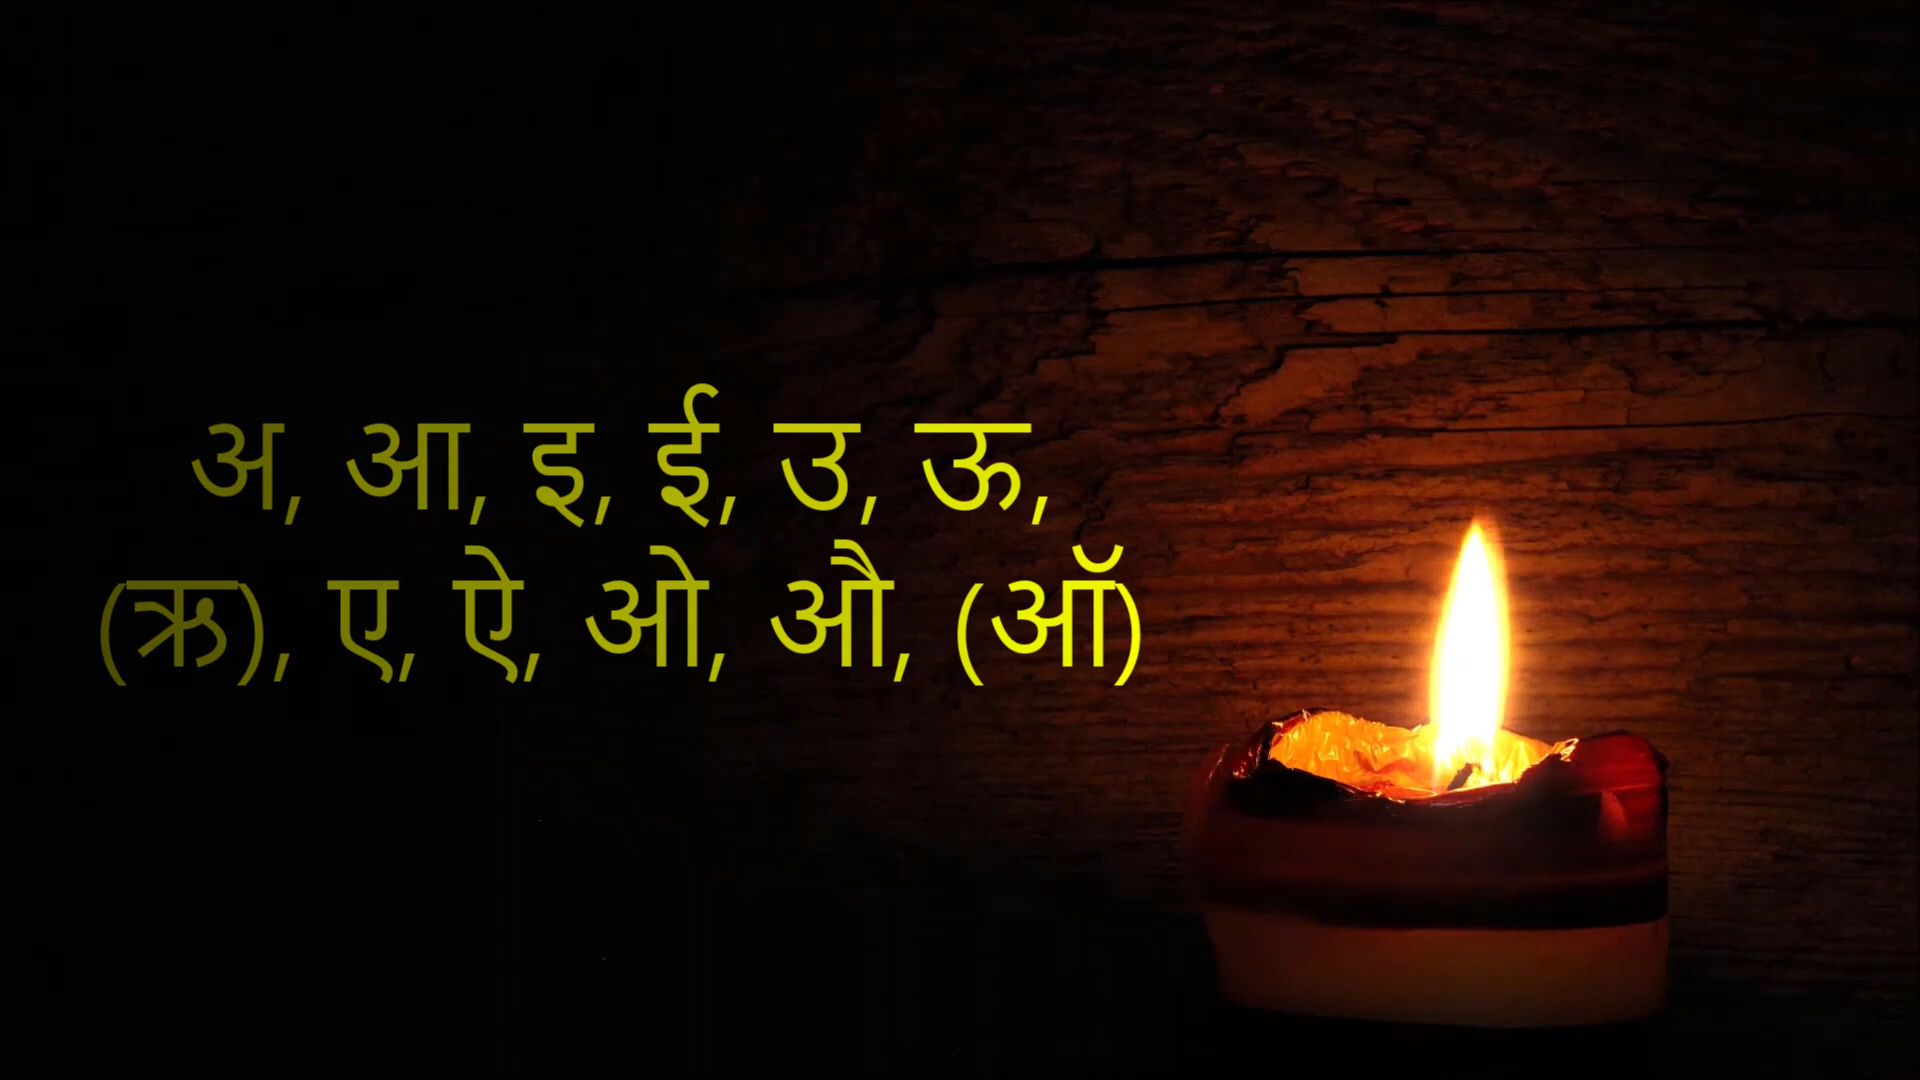 अ, आ, इ, ई, उ, ऊ,
(ऋ), ए, ऐ, ओ, औ, (ऑ)